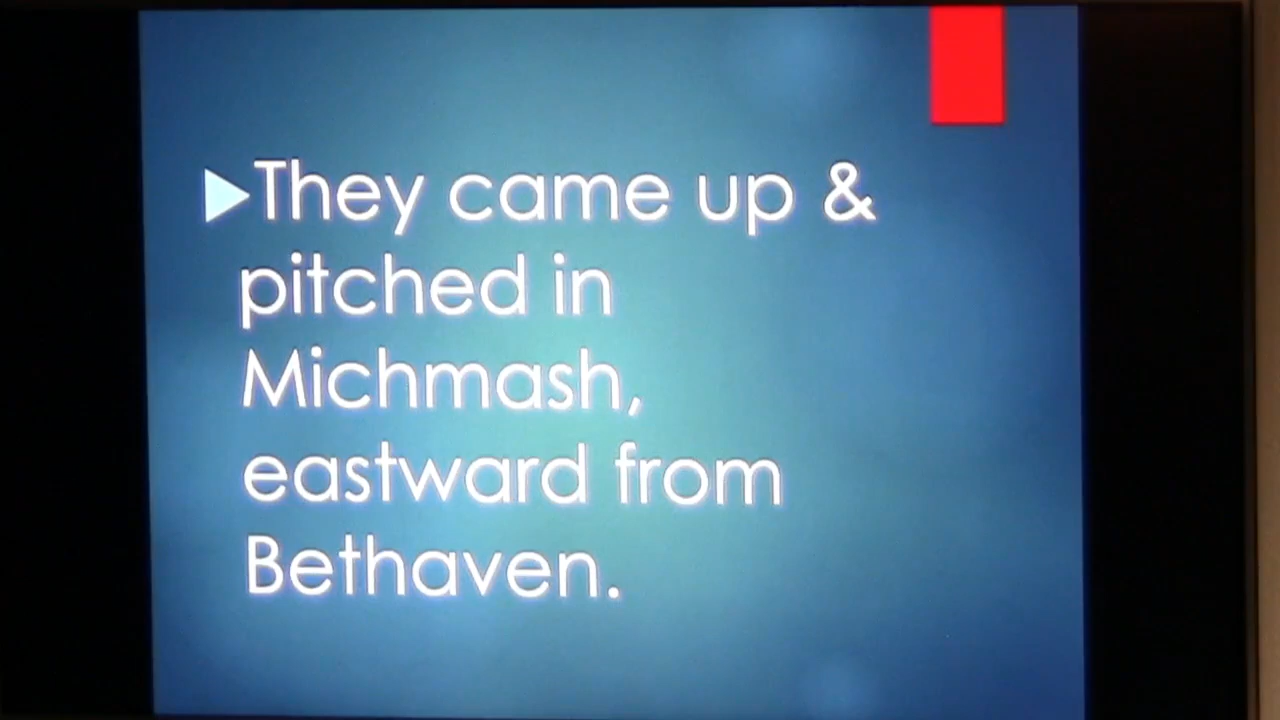 They came up &
pitched in
Michmash,
eastward from
Bethaven.